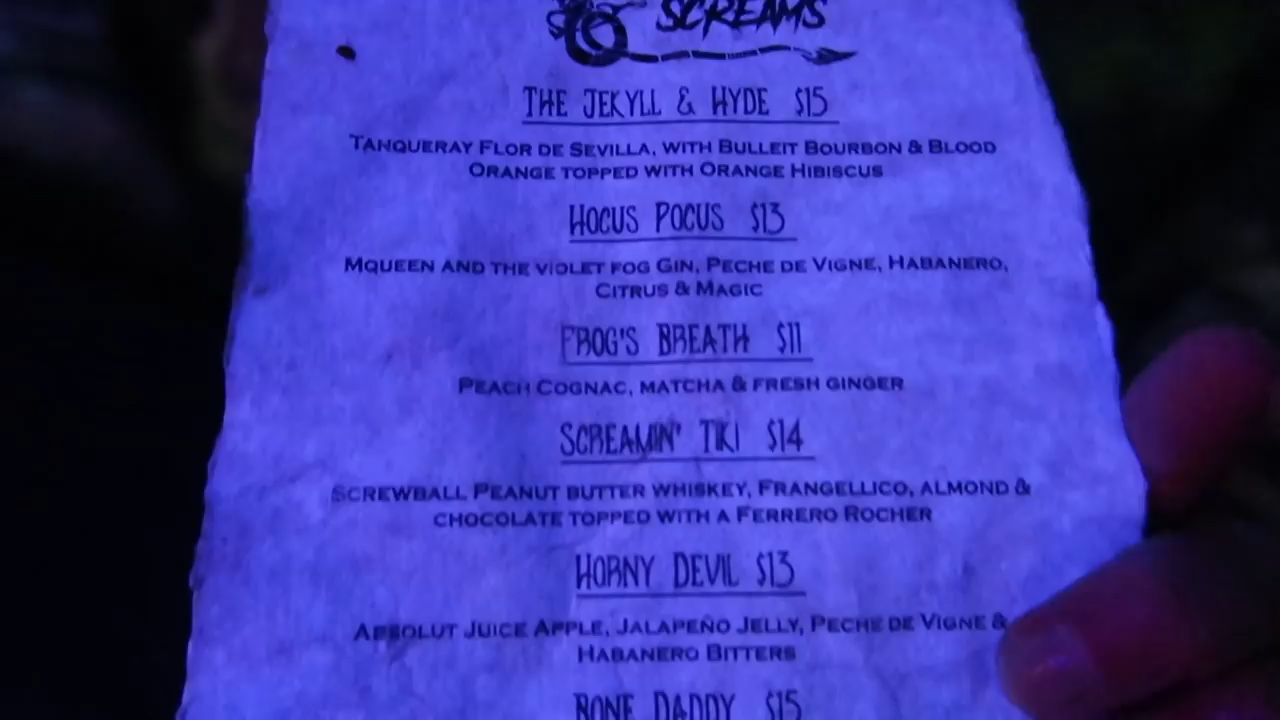 SCREAMS
THE JEKYLL & HYDE $15
TANQUERAY FLOR DE SEVILLA, WITH BULLEIT BOURBON & BLOOD
ORANGE TOPPED WITH ORANGE HIBISCUS
HOCUS POCUS $13
MQUEEN AND THE VIOLET FOG GIN, PECHE DE VIGNE, HABANERO,
CITRUS & MAGIC
FROG'S BREATH $11
PEACH COGNAC, MATCHA & FRESH GINGER
SCREAMIN' TIKI $14
SCREWBALL PEANUT BUTTER WHISKEY, FRANGELLICO, ALMOND &
CHOCOLATE TOPPED WITH A FERRERO ROCHER
HORNY DEVIL $13
ABSOLUT JUICE APPLE, JALAPEÑO JELLY, PECHE DE VIGNE &
HABANERO BITTERS
BONE DADDY $15